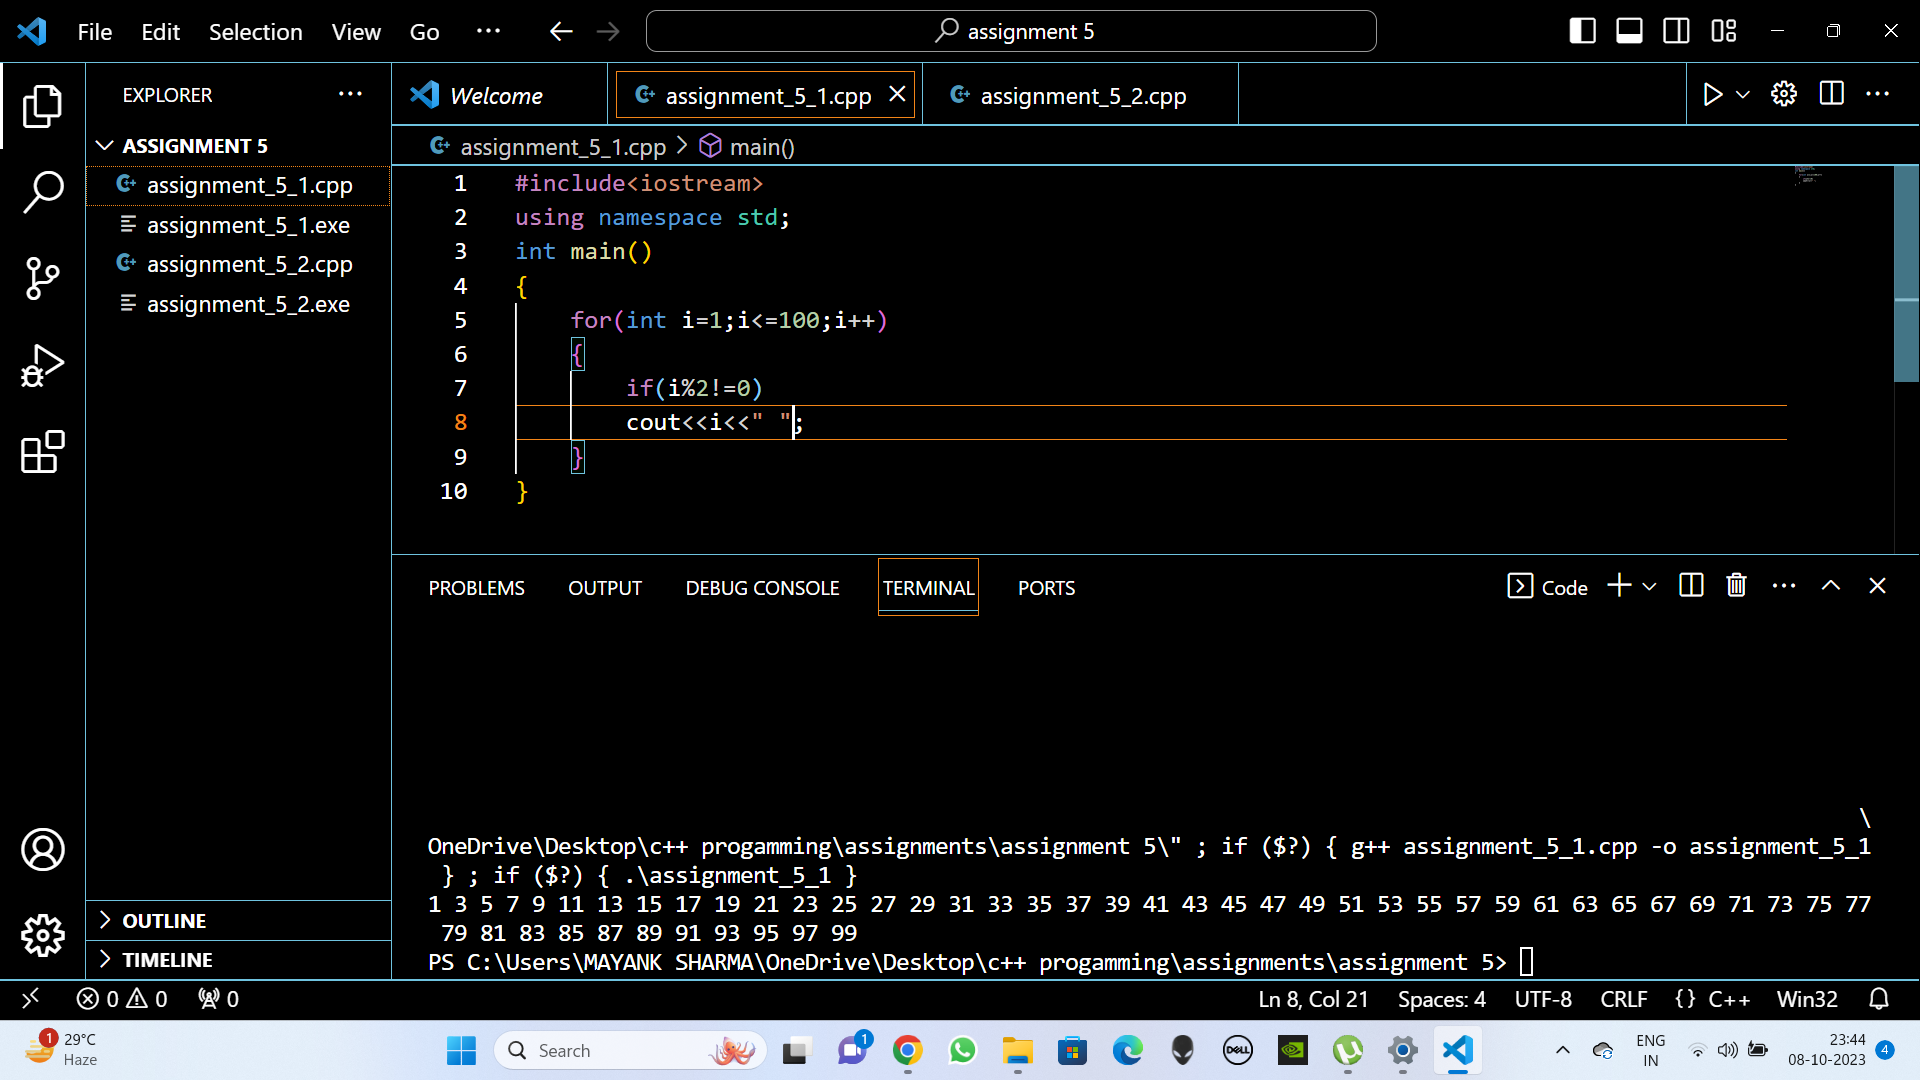 File Edit Selection View Go ··· assignment 5
EXPLORER ···
Welcome assignment_5_1.cpp assignment_5_2.cpp
ASSIGNMENT 5
assignment_5_1.cpp
assignment_5_1.exe
assignment_5_2.cpp
assignment_5_2.exe
assignment_5_1.cpp > main()
1 #include<iostream>
2 using namespace std;
3 int main()
4 {
5 for(int i=1;i<=100;i++)
6 {
7 if(i%2!=0)
8 cout<<i<<" ";
9 }
10 }
PROBLEMS OUTPUT DEBUG CONSOLE TERMINAL PORTS Code
\
OneDrive\Desktop\c++ progamming\assignments\assignment 5\" ; if ($?) { g++ assignment_5_1.cpp -o assignment_5_1
} ; if ($?) { .\assignment_5_1 }
1 3 5 7 9 11 13 15 17 19 21 23 25 27 29 31 33 35 37 39 41 43 45 47 49 51 53 55 57 59 61 63 65 67 69 71 73 75 77
79 81 83 85 87 89 91 93 95 97 99
PS C:\Users\MAYANK SHARMA\OneDrive\Desktop\c++ progamming\assignments\assignment 5>
OUTLINE
TIMELINE
0 0 0 Ln 8, Col 21 Spaces: 4 UTF-8 CRLF {} C++ Win32
1 29°C
Haze
Search
1
DELL
ENG
IN
23:44
08-10-2023
4